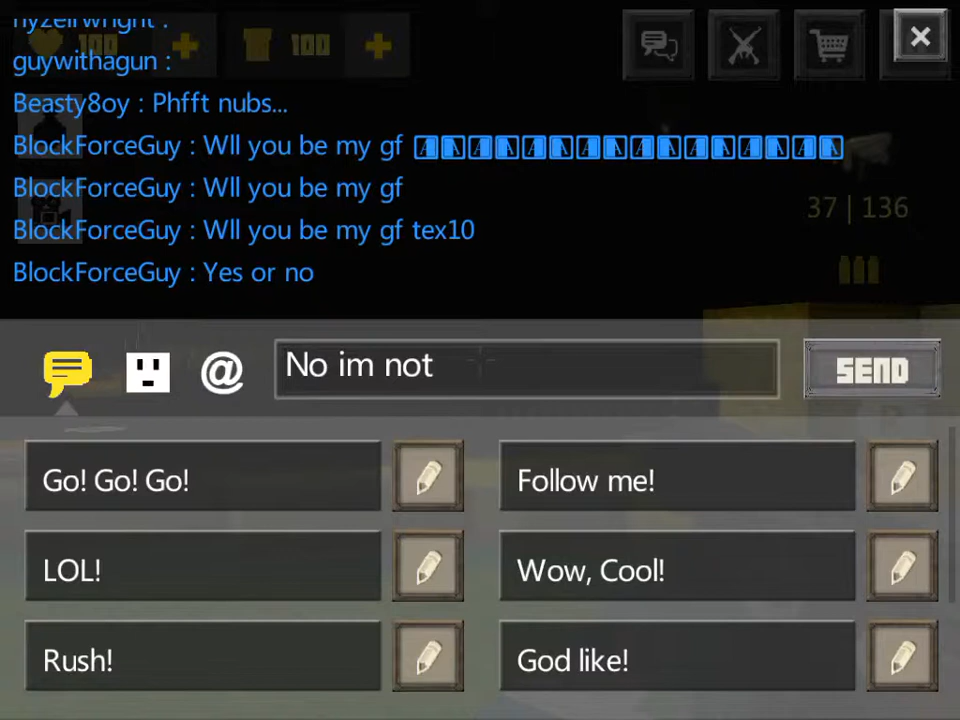 nyzeirwright :
100 100
guywithagun :
Beasty8oy : Phfft nubs...
BlockForceGuy : Wll you be my gf
BlockForceGuy : Wll you be my gf
37|136
BlockForceGuy : Wll you be my gf tex10
BlockForceGuy : Yes or no
@ No im not SEND
Go! Go! Go! Follow me!
LOL! Wow, Cool!
Rush! God like!